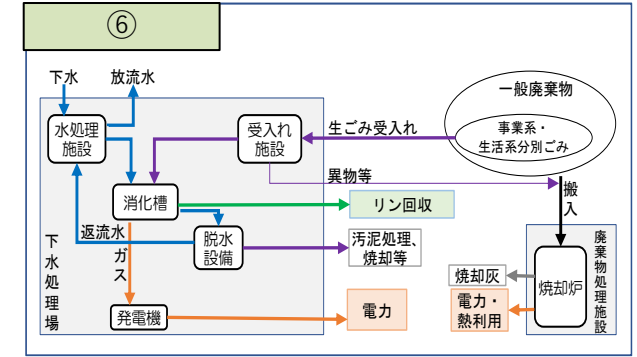 ⑥
下水
放流水
一般廃棄物
水処理
施設
受入れ
施設
生ごみ受入れ
事業系・
生活系分別ごみ
異物等
搬入
消化槽
リン回収
返流水
ガス
脱水
設備
汚泥処理、
焼却等
下水処理場
廃棄物処理施設
焼却炉
焼却灰
発電機
電力
電力・
熱利用